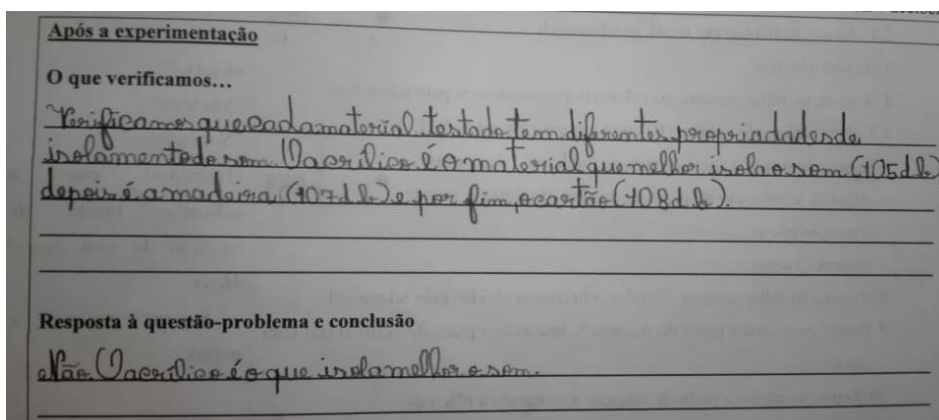 Após a experimentação
O que verificamos...
Verificamos que cada material testado tem diferentes propriedades de
isolamento do som. O acrílico é o material que melhor isola o som (105 db)
depois é a madeira (107 db) e por fim, o cartão (108 db).
Resposta à questão-problema e conclusão
Não. O acrílico é o que isola melhor o som.